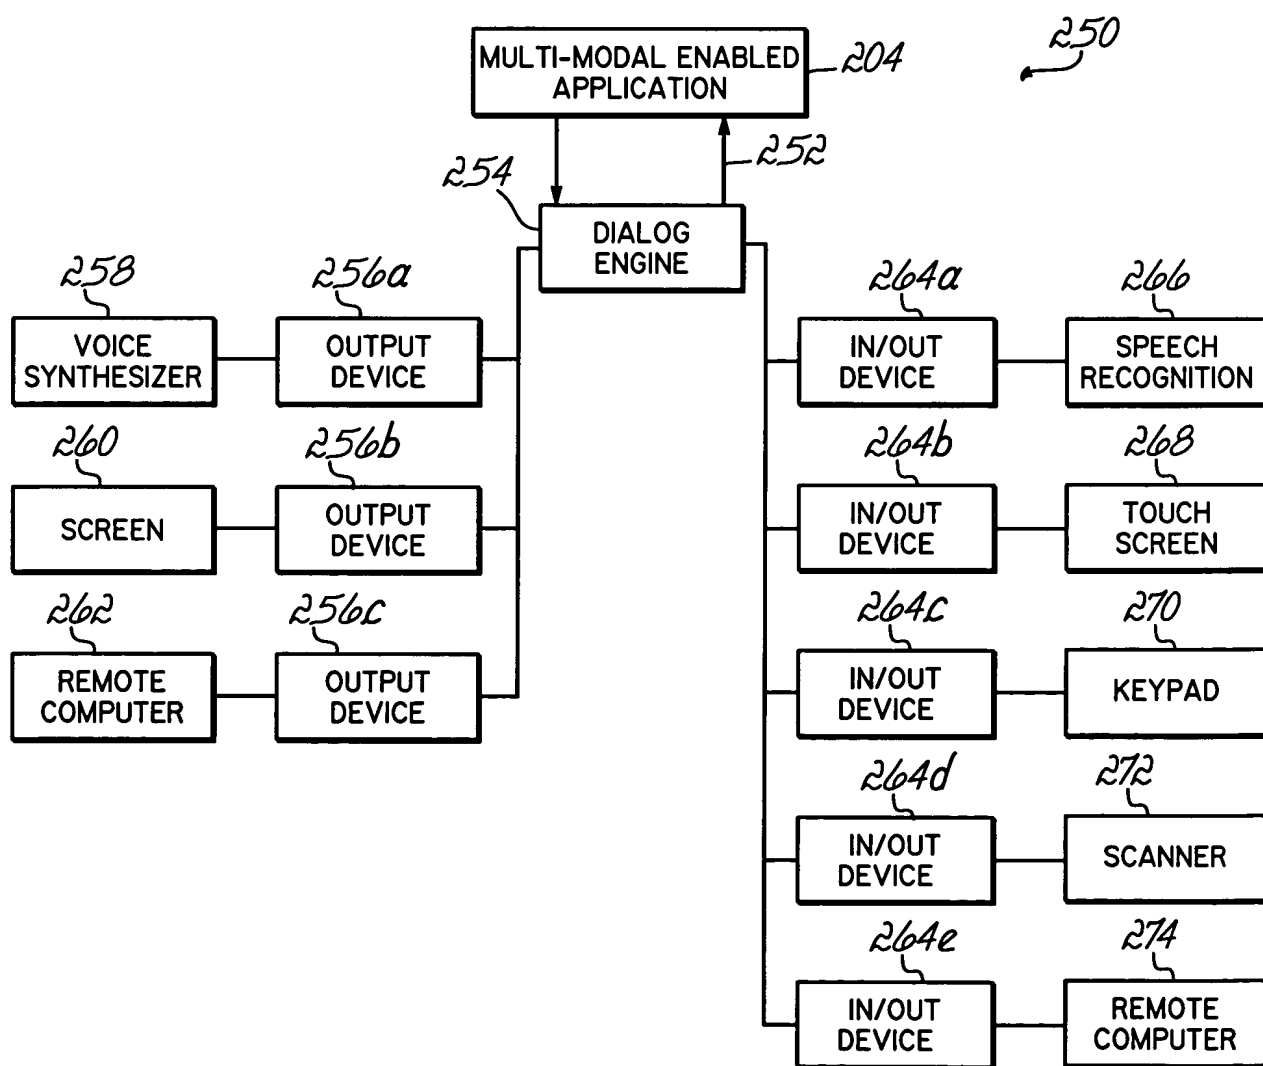 250
MULTI-MODAL ENABLED
APPLICATION
204
252
254
DIALOG
ENGINE
258
256a
264a
266
VOICE
SYNTHESIZER
OUTPUT
DEVICE
IN/OUT
DEVICE
SPEECH
RECOGNITION
260
256b
264b
268
SCREEN
OUTPUT
DEVICE
IN/OUT
DEVICE
TOUCH
SCREEN
262
256c
264c
270
REMOTE
COMPUTER
OUTPUT
DEVICE
IN/OUT
DEVICE
KEYPAD
264d
272
IN/OUT
DEVICE
SCANNER
264e
274
IN/OUT
DEVICE
REMOTE
COMPUTER